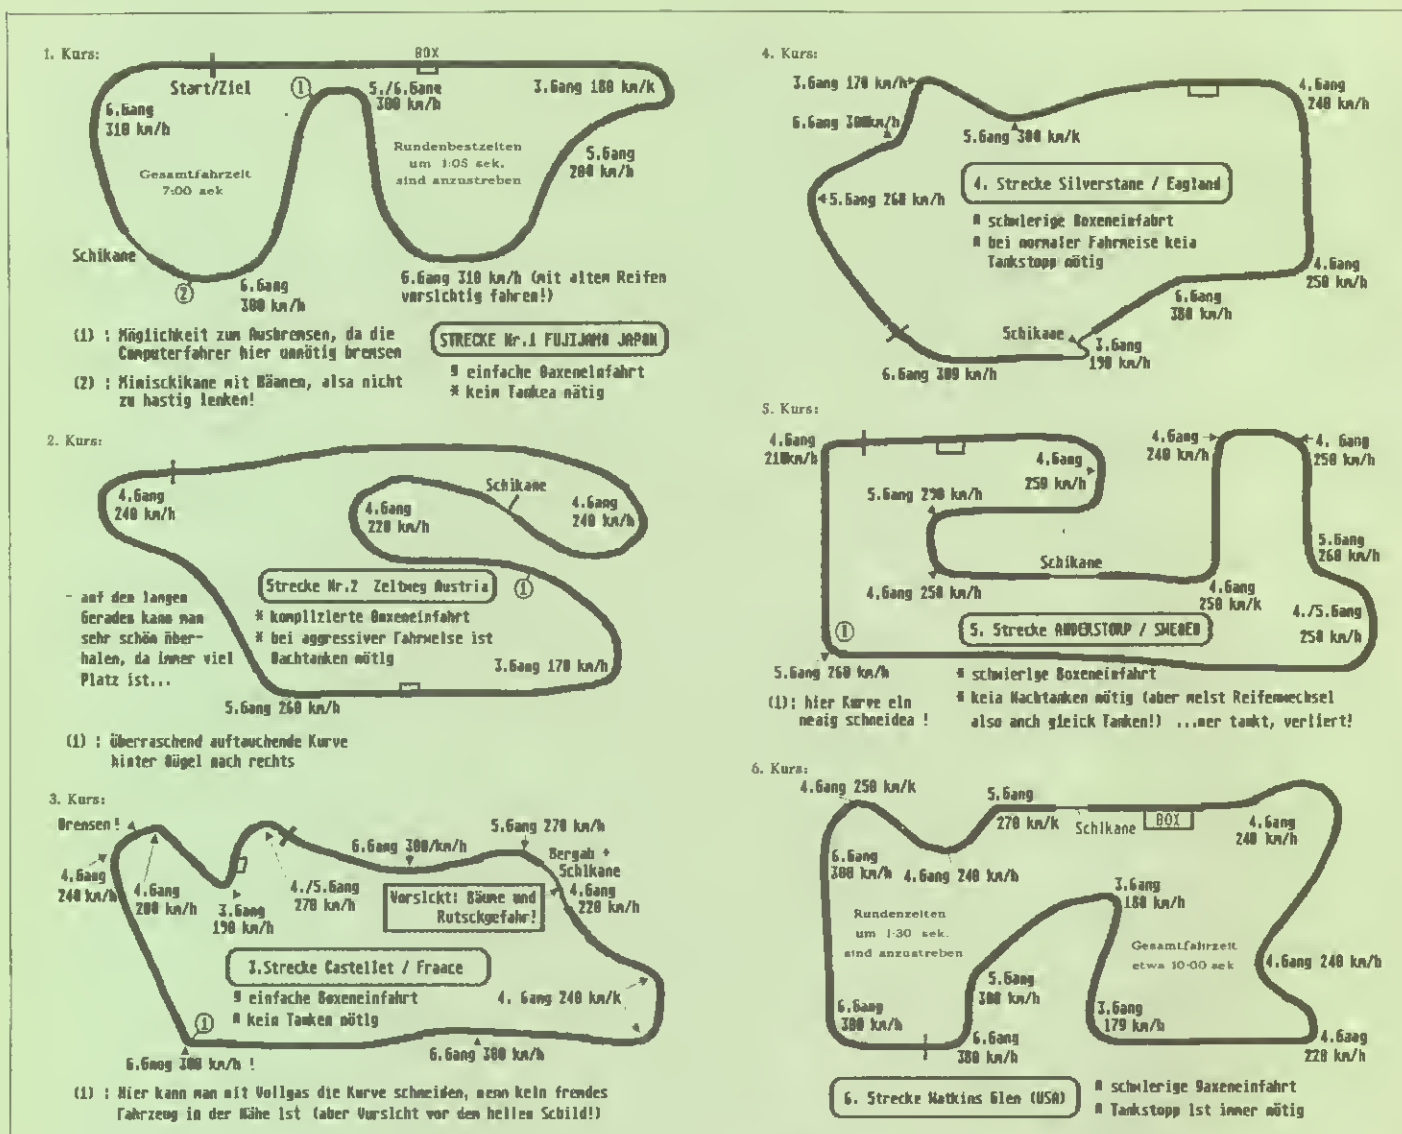 1. Kurs:
BOX
Start/Ziel
5./6.Gang
300 km/h
3.Gang 180 km/k
6.Gang
310 km/h
Gesamtfahrzeit
7:00 sek
Rundenbestzeiten
um 1:05 sek.
sind anzustreben
5.Gang
200 km/h
Schikane
6.Gang
300 km/h
6.Gang 310 km/h (mit altem Reifen
vorsichtig fahren!)
(1) : Möglichkeit zum Ausbremsen, da die
Computerfahrer hier unnötig bremsen
(2) : Minischikane mit Bäumen, also nicht
zu hastig lenken!
STRECKE Nr.1 FUJIJAMA JAPAN
* einfache Boxeneinfahrt
* kein Tanken nötig
2. Kurs:
4.Gang
240 km/h
4.Gang
220 km/h
Schikane
4.Gang
240 km/h
Strecke Nr.2 Zeltweg Austria
* komplizierte Boxeneinfahrt
* bei aggressiver Fahrweise ist
Nachtanken nötig
3.Gang 170 km/h
- auf den langen
Geraden kann man
sehr schön über-
halen, da immer viel
Platz ist...
5.Gang 260 km/h
(1) : überraschend auftauchende Kurve
hinter Hügel nach rechts
3. Kurs:
Bremsen!
4.Gang
240 km/h
4.Gang
200 km/h
3.Gang
190 km/h
4./5.Gang
270 km/h
6.Gang 300/km/h
5.Gang 270 km/h
Bergab +
Schikane
4.Gang
220 km/h
Vorsicht: Bäume und
Rutschgefahr!
3.Strecke Castellet / France
* einfache Boxeneinfahrt
* kein Tanken nötig
4. Gang 240 km/k
6.Gang 300 km/h !
6.Gang 300 km/h
(1) : Hier kann man mit Vollgas die Kurve schneiden, wenn kein fremdes
Fahrzeug in der Nähe ist (aber Vorsicht vor dem hellen Schild!)
4. Kurs:
3.Gang 170 km/h
6.Gang 300km/h
5.Gang 300 km/k
4.Gang
240 km/h
4. Strecke Silverstane / England
5.Gang 260 km/h
* schwierige Boxeneinfahrt
* bei normaler Fahrweise kein
Tankstopp nötig
4.Gang
250 km/h
6.Gang
300 km/h
Schikane
3.Gang
190 km/h
6.Gang 300 km/h
5. Kurs:
4.Gang
210km/h
4.Gang
250 km/h
4.Gang
240 km/h
4. Gang
250 km/h
5.Gang 290 km/h
Schikane
4.Gang 250 km/h
4.Gang
250 km/k
5.Gang
260 km/h
4./5.Gang
250 km/h
5. Strecke ANDERSTORP / SWEDEN
5.Gang 260 km/h
* schwierige Boxeneinfahrt
* kein Nachtanken nötig (aber meist Reifenwechsel
also auch gleich Tanken!) ...wer tankt, verliert!
(1): hier Kurve ein
wenig schneiden !
6. Kurs:
4.Gang 250 km/k
5.Gang
270 km/k
Schikane
BOX
4.Gang
240 km/h
6.Gang
300 km/h
4.Gang 240 km/h
3.Gang
180 km/h
Rundenzeiten
um 1:30 sek.
sind anzustreben
Gesamtfahrzeit
etwa 10:00 sek
4.Gang 240 km/h
5.Gang
300 km/h
6.Gang
300 km/h
3.Gang
179 km/h
6.Gang
300 km/h
4.Gang
220 km/h
6. Strecke Watkins Glen (USA)
* schwierige Boxeneinfahrt
* Tankstopp ist immer nötig